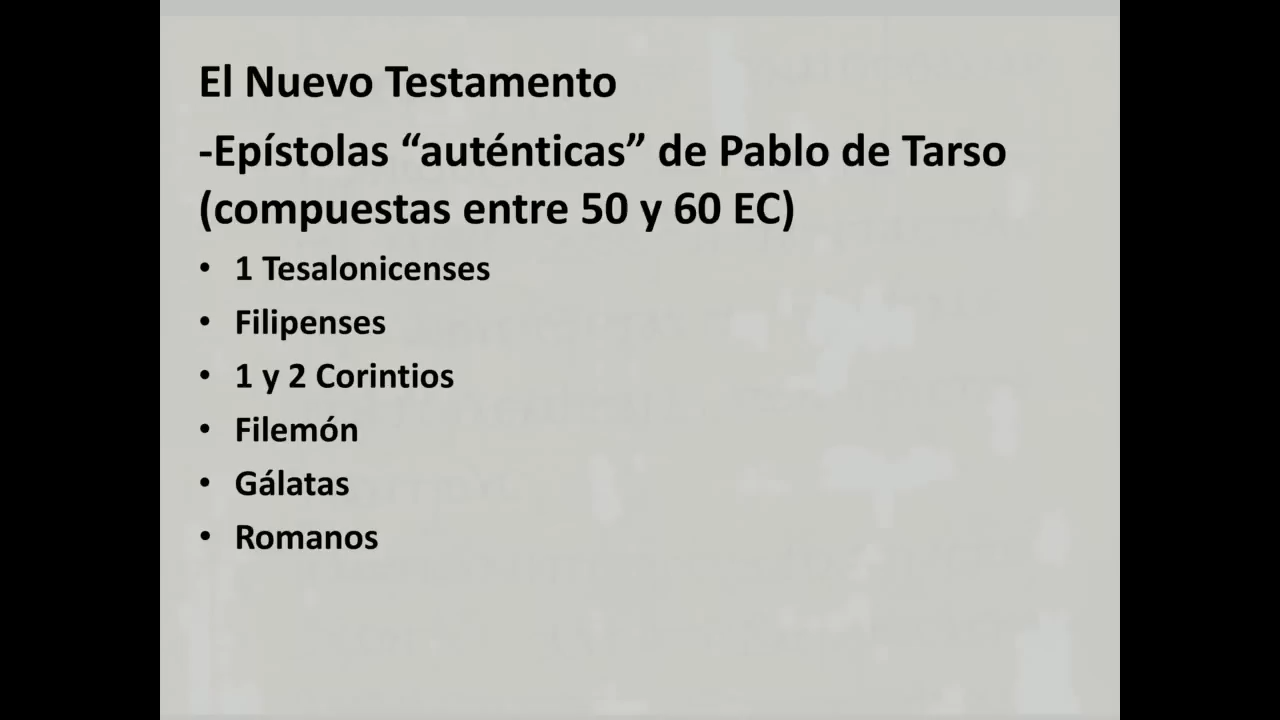 El Nuevo Testamento
-Epístolas “auténticas” de Pablo de Tarso
(compuestas entre 50 y 60 EC)
• 1 Tesalonicenses
• Filipenses
• 1 y 2 Corintios
• Filemón
• Gálatas
• Romanos